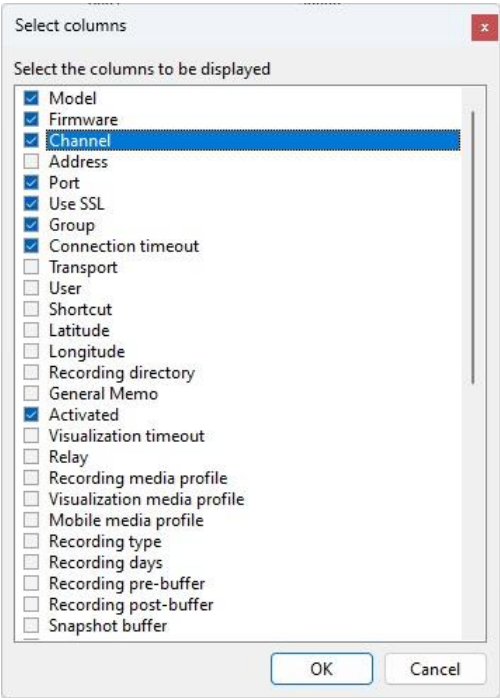 Select columns
x
Select the columns to be displayed
Model
Firmware
Channel
Address
Port
Use SSL
Group
Connection timeout
Transport
User
Shortcut
Latitude
Longitude
Recording directory
General Memo
Activated
Visualization timeout
Relay
Recording media profile
Visualization media profile
Mobile media profile
Recording type
Recording days
Recording pre-buffer
Recording post-buffer
Snapshot buffer
OK
Cancel